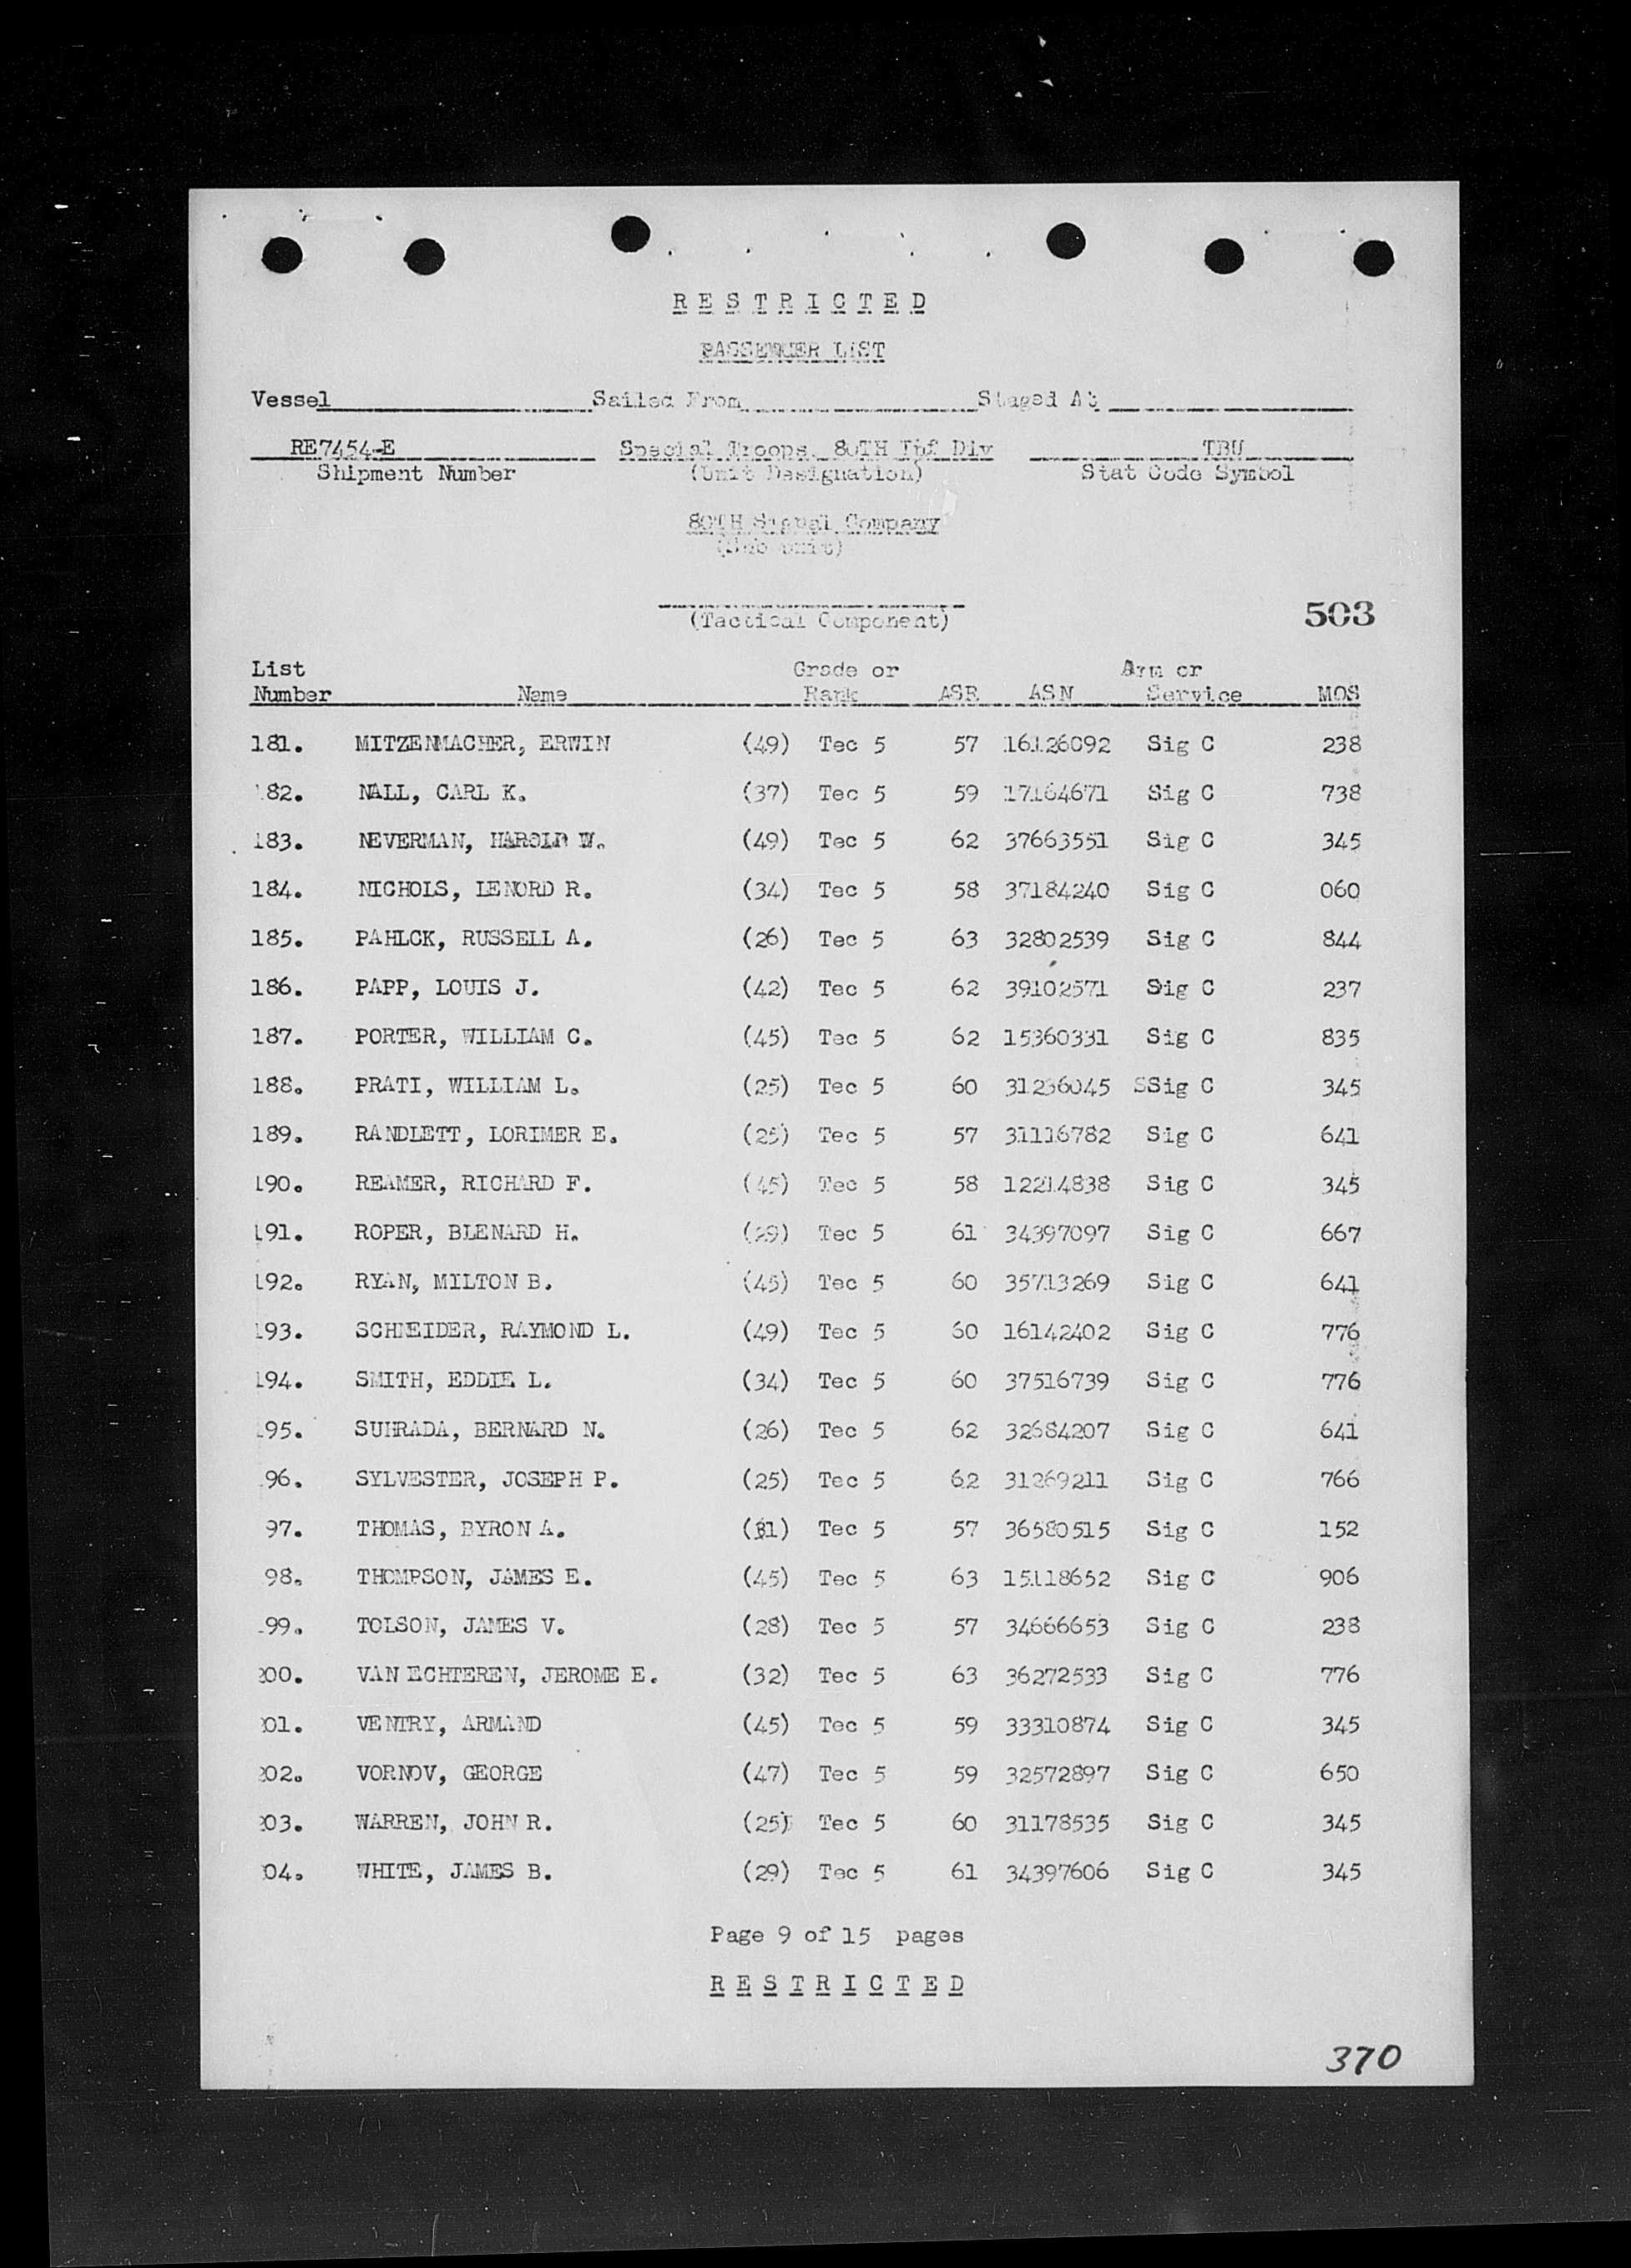 RESTRICTED
PASSENGER LIST
Vessel Sailed From Staged At
RE7454-E Special Troops, 80TH Inf Div TBU
Shipment Number (Unit Designation) Stat Code Symbol
80TH Signal Company
(Sub unit)
(Tactical Component)
503
List Grade or Arm or
Number Name Rank ASR ASN Service MOS
181. MITZENMACHER, ERWIN (49) Tec 5 57 16126092 Sig C 238
182. NALL, CARL K. (37) Tec 5 59 17164671 Sig C 738
183. NEVERMAN, HAROLD W. (49) Tec 5 62 37663551 Sig C 345
184. NICHOLS, LENORD R. (34) Tec 5 58 37184240 Sig C 060
185. PAHLCK, RUSSELL A. (26) Tec 5 63 32802539 Sig C 844
186. PAPP, LOUIS J. (42) Tec 5 62 39102571 Sig C 237
187. PORTER, WILLIAM C. (45) Tec 5 62 15360331 Sig C 835
188. PRATI, WILLIAM L. (25) Tec 5 60 31236045 SSig C 345
189. RANDLETT, LORIMER E. (25) Tec 5 57 31116782 Sig C 641
190. REAMER, RICHARD F. (45) Tec 5 58 12214838 Sig C 345
191. ROPER, BLENARD H. (29) Tec 5 61 34397097 Sig C 667
192. RYAN, MILTON B. (45) Tec 5 60 35713269 Sig C 641
193. SCHNEIDER, RAYMOND L. (49) Tec 5 60 16142402 Sig C 776
194. SMITH, EDDIE L. (34) Tec 5 60 37516739 Sig C 776
195. SUHRADA, BERNARD N. (26) Tec 5 62 32684207 Sig C 641
96. SYLVESTER, JOSEPH P. (25) Tec 5 62 31269211 Sig C 766
97. THOMAS, BYRON A. (31) Tec 5 57 36580515 Sig C 152
98. THOMPSON, JAMES E. (45) Tec 5 63 15118652 Sig C 906
99. TOLSON, JAMES V. (28) Tec 5 57 34666653 Sig C 238
200. VAN ECHTEREN, JEROME E. (32) Tec 5 63 36272533 Sig C 776
201. VENTRY, ARMAND (45) Tec 5 59 33310874 Sig C 345
202. VORNOV, GEORGE (47) Tec 5 59 32572897 Sig C 650
203. WARREN, JOHN R. (25) Tec 5 60 31178535 Sig C 345
04. WHITE, JAMES B. (29) Tec 5 61 34397606 Sig C 345
Page 9 of 15 pages
RESTRICTED
370